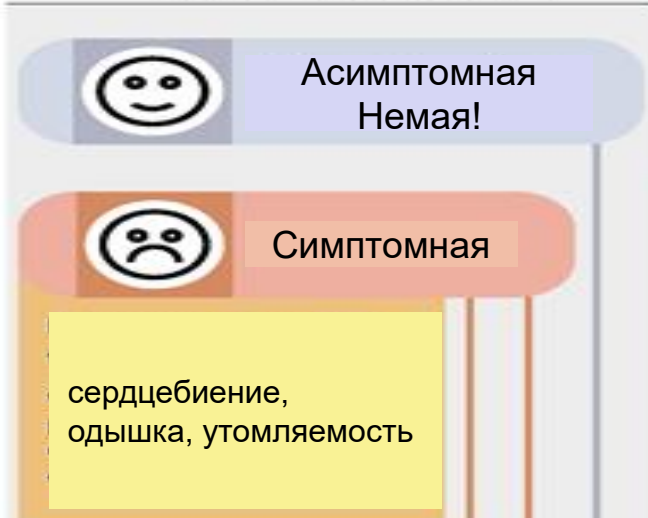 Асимптомная
Немая!
Симптомная
сердцебиение,
одышка, утомляемость